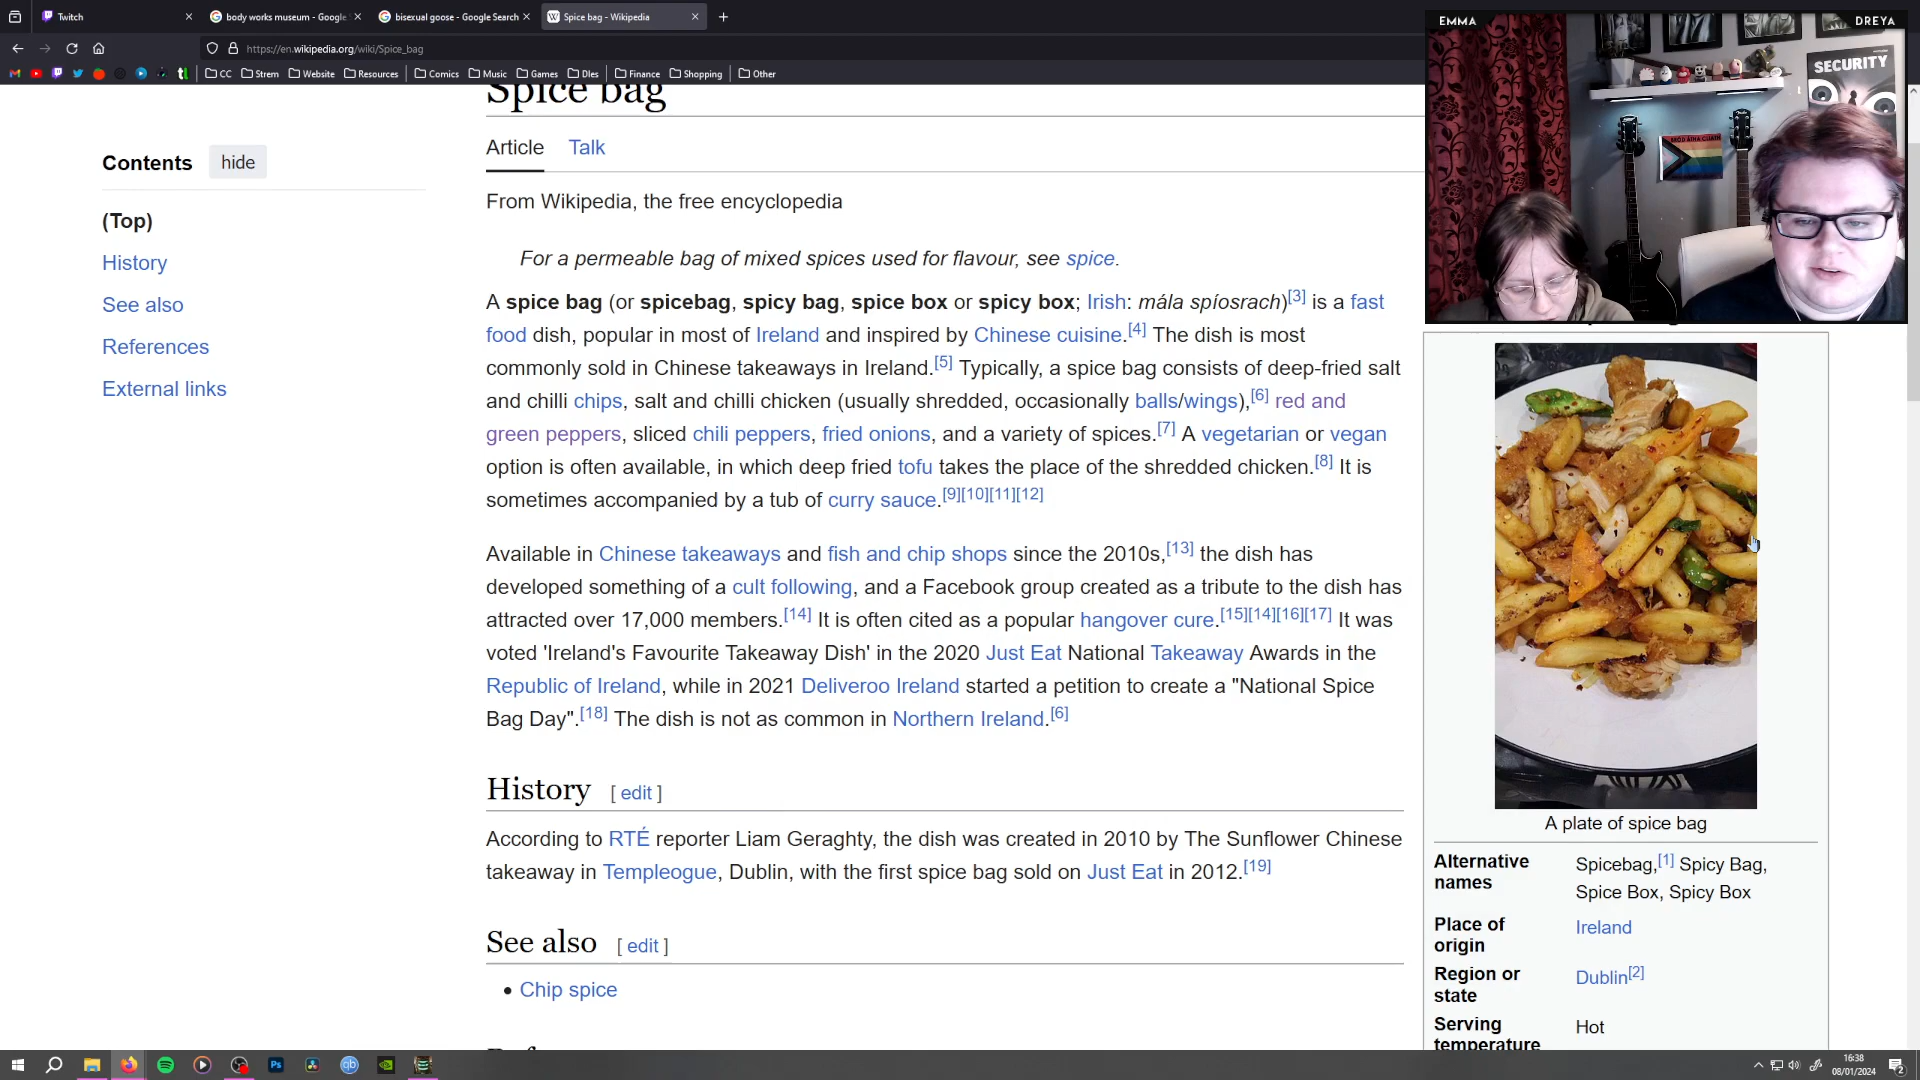 Twitch
body works museum - Google
bisexual goose - Google Search
Spice bag - Wikipedia
https://en.wikipedia.org/wiki/Spice_bag
CC Strem Website Resources Comics Music Games Dles Finance Shopping Other
EMMA
DREYA
SECURITY
Spice bag
Contents hide
(Top)
History
See also
References
External links
Article Talk
From Wikipedia, the free encyclopedia
For a permeable bag of mixed spices used for flavour, see spice.
A spice bag (or spicebag, spicy bag, spice box or spicy box; Irish: mála spíosrach)[3] is a fast
food dish, popular in most of Ireland and inspired by Chinese cuisine.[4] The dish is most
commonly sold in Chinese takeaways in Ireland.[5] Typically, a spice bag consists of deep-fried salt
and chilli chips, salt and chilli chicken (usually shredded, occasionally balls/wings),[6] red and
green peppers, sliced chili peppers, fried onions, and a variety of spices.[7] A vegetarian or vegan
option is often available, in which deep fried tofu takes the place of the shredded chicken.[8] It is
sometimes accompanied by a tub of curry sauce.[9][10][11][12]
Available in Chinese takeaways and fish and chip shops since the 2010s,[13] the dish has
developed something of a cult following, and a Facebook group created as a tribute to the dish has
attracted over 17,000 members.[14] It is often cited as a popular hangover cure.[15][14][16][17] It was
voted 'Ireland's Favourite Takeaway Dish' in the 2020 Just Eat National Takeaway Awards in the
Republic of Ireland, while in 2021 Deliveroo Ireland started a petition to create a "National Spice
Bag Day".[18] The dish is not as common in Northern Ireland.[6]
History [ edit ]
According to RTÉ reporter Liam Geraghty, the dish was created in 2010 by The Sunflower Chinese
takeaway in Templeogue, Dublin, with the first spice bag sold on Just Eat in 2012.[19]
See also [ edit ]
• Chip spice
A plate of spice bag
Alternative names
Spicebag,[1] Spicy Bag,
Spice Box, Spicy Box
Place of origin
Ireland
Region or state
Dublin[2]
Serving temperature
Hot
16:38
08/01/2024